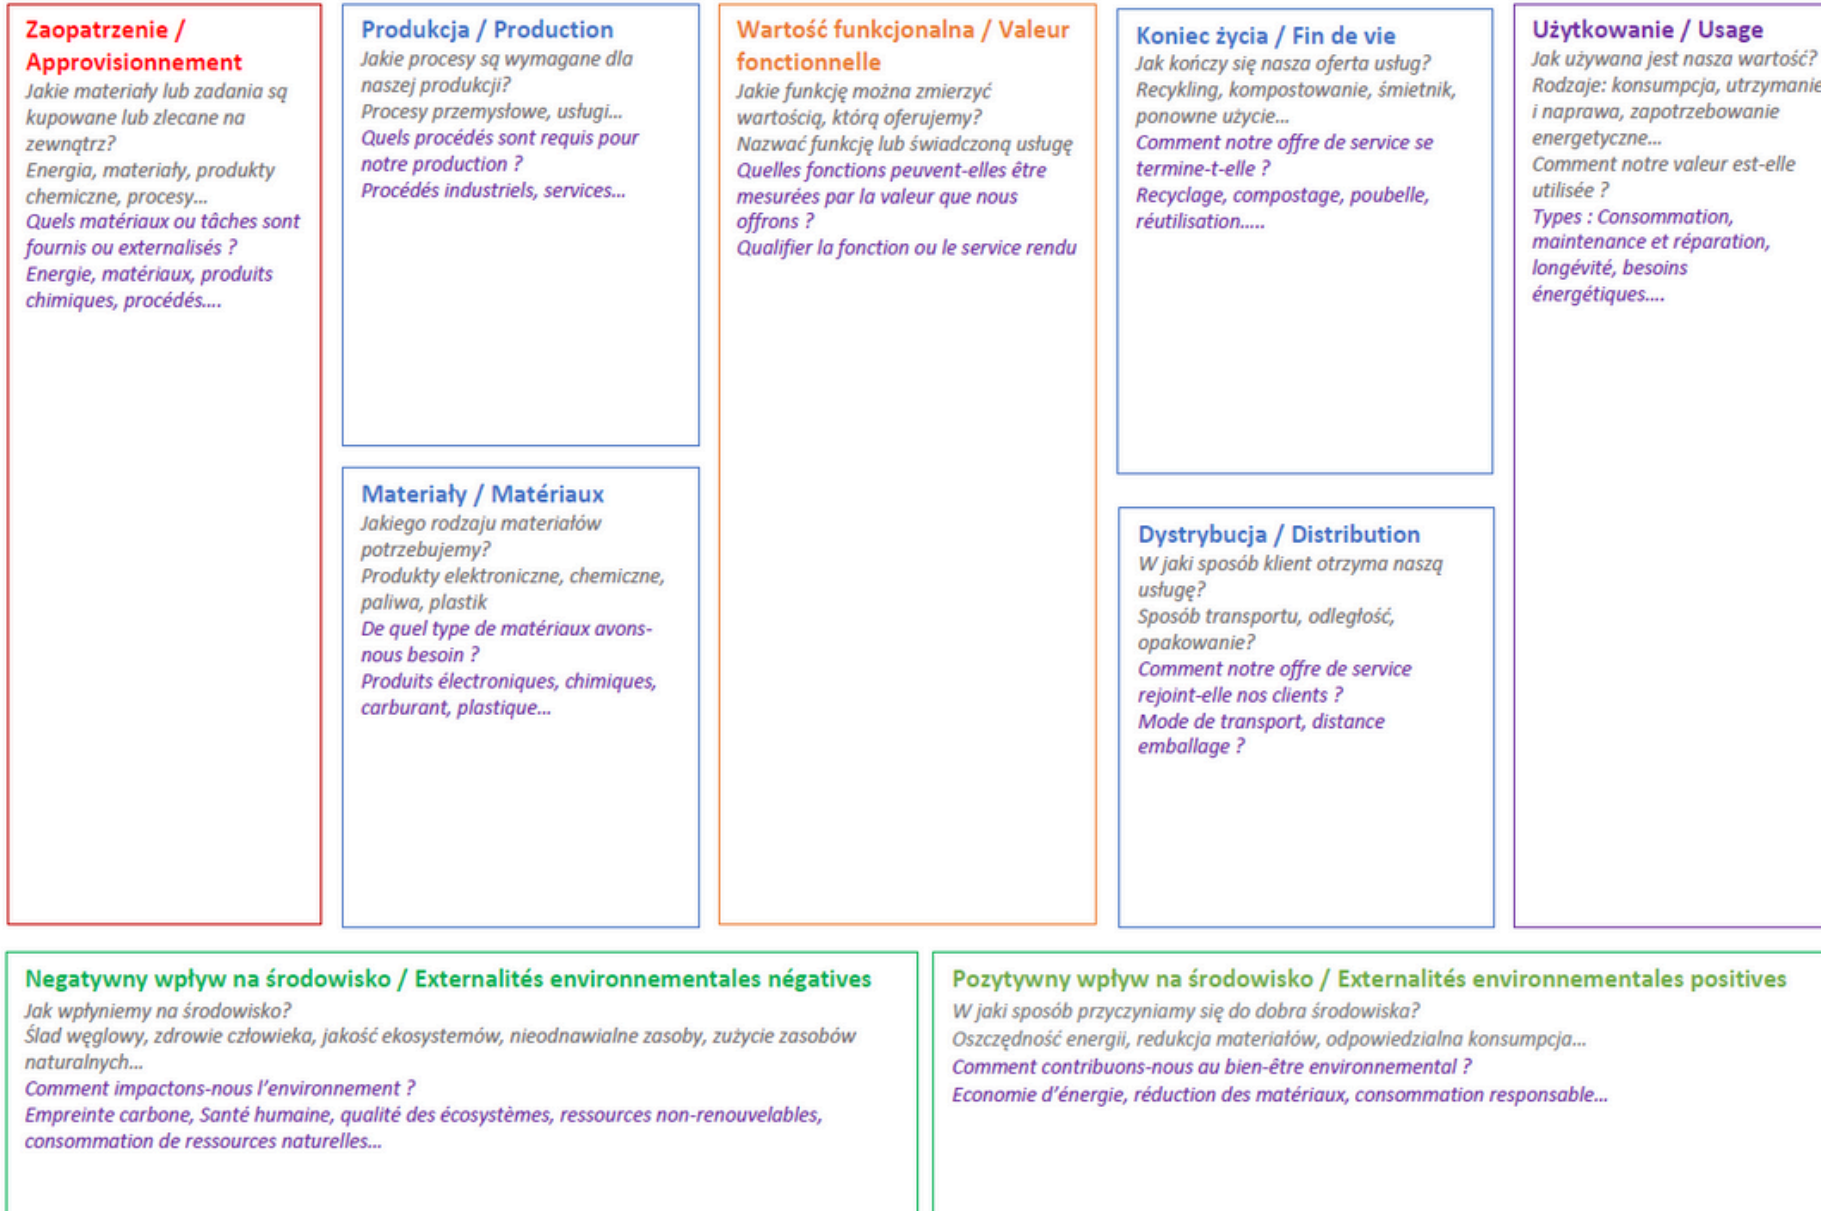 Zaopatrzenie /
Approvisionnement
Jakie materiały lub zadania są
kupowane lub zlecane na
zewnątrz?
Energia, materiały, produkty
chemiczne, procesy...
Quels matériaux ou tâches sont
fournis ou externalisés ?
Energie, matériaux, produits
chimiques, procédés....
Produkcja / Production
Jakie procesy są wymagane dla
naszej produkcji?
Procesy przemysłowe, usługi...
Quels procédés sont requis pour
notre production ?
Procédés industriels, services...
Materiały / Matériaux
Jakiego rodzaju materiałów
potrzebujemy?
Produkty elektroniczne, chemiczne,
paliwa, plastik
De quel type de matériaux avons-
nous besoin ?
Produits électroniques, chimiques,
carburant, plastique...
Wartość funkcjonalna / Valeur
fonctionnelle
Jakie funkcję można zmierzyć
wartością, którą oferujemy?
Nazwać funkcję lub świadczoną usługę
Quelles fonctions peuvent-elles être
mesurées par la valeur que nous
offrons ?
Qualifier la fonction ou le service rendu
Koniec życia / Fin de vie
Jak kończy się nasza oferta usług?
Recykling, kompostowanie, śmietnik,
ponowne użycie...
Comment notre offre de service se
termine-t-elle ?
Recyclage, compostage, poubelle,
réutilisation.....
Dystrybucja / Distribution
W jaki sposób klient otrzyma naszą
usługę?
Sposób transportu, odległość,
opakowanie?
Comment notre offre de service
rejoint-elle nos clients ?
Mode de transport, distance
emballage ?
Użytkowanie / Usage
Jak używana jest nasza wartość?
Rodzaje: konsumpcja, utrzymanie
i naprawa, zapotrzebowanie
energetyczne...
Comment notre valeur est-elle
utilisée ?
Types : Consommation,
maintenance et réparation,
longévité, besoins
énergétiques....
Negatywny wpływ na środowisko / Externalités environnementales négatives
Jak wpłyniemy na środowisko?
Ślad węglowy, zdrowie człowieka, jakość ekosystemów, nieodnawialne zasoby, zużycie zasobów
naturalnych...
Comment impactons-nous l'environnement ?
Empreinte carbone, Santé humaine, qualité des écosystèmes, ressources non-renouvelables,
consommation de ressources naturelles...
Pozytywny wpływ na środowisko / Externalités environnementales positives
W jaki sposób przyczyniamy się do dobra środowiska?
Oszczędność energii, redukcja materiałów, odpowiedzialna konsumpcja...
Comment contribuons-nous au bien-être environnemental ?
Economie d'énergie, réduction des matériaux, consommation responsable...